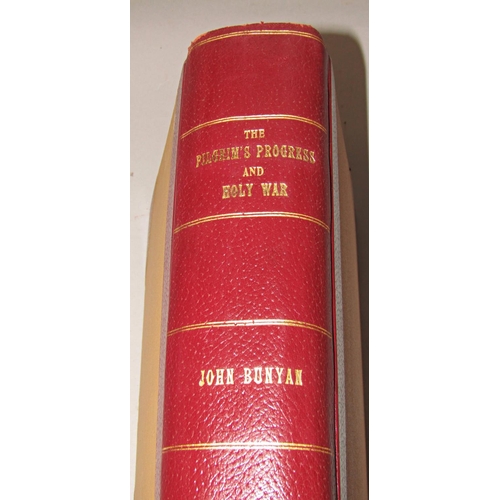 THE
PILGRIM'S PROGRESS
AND
HOLY WAR
JOHN BUNYAN